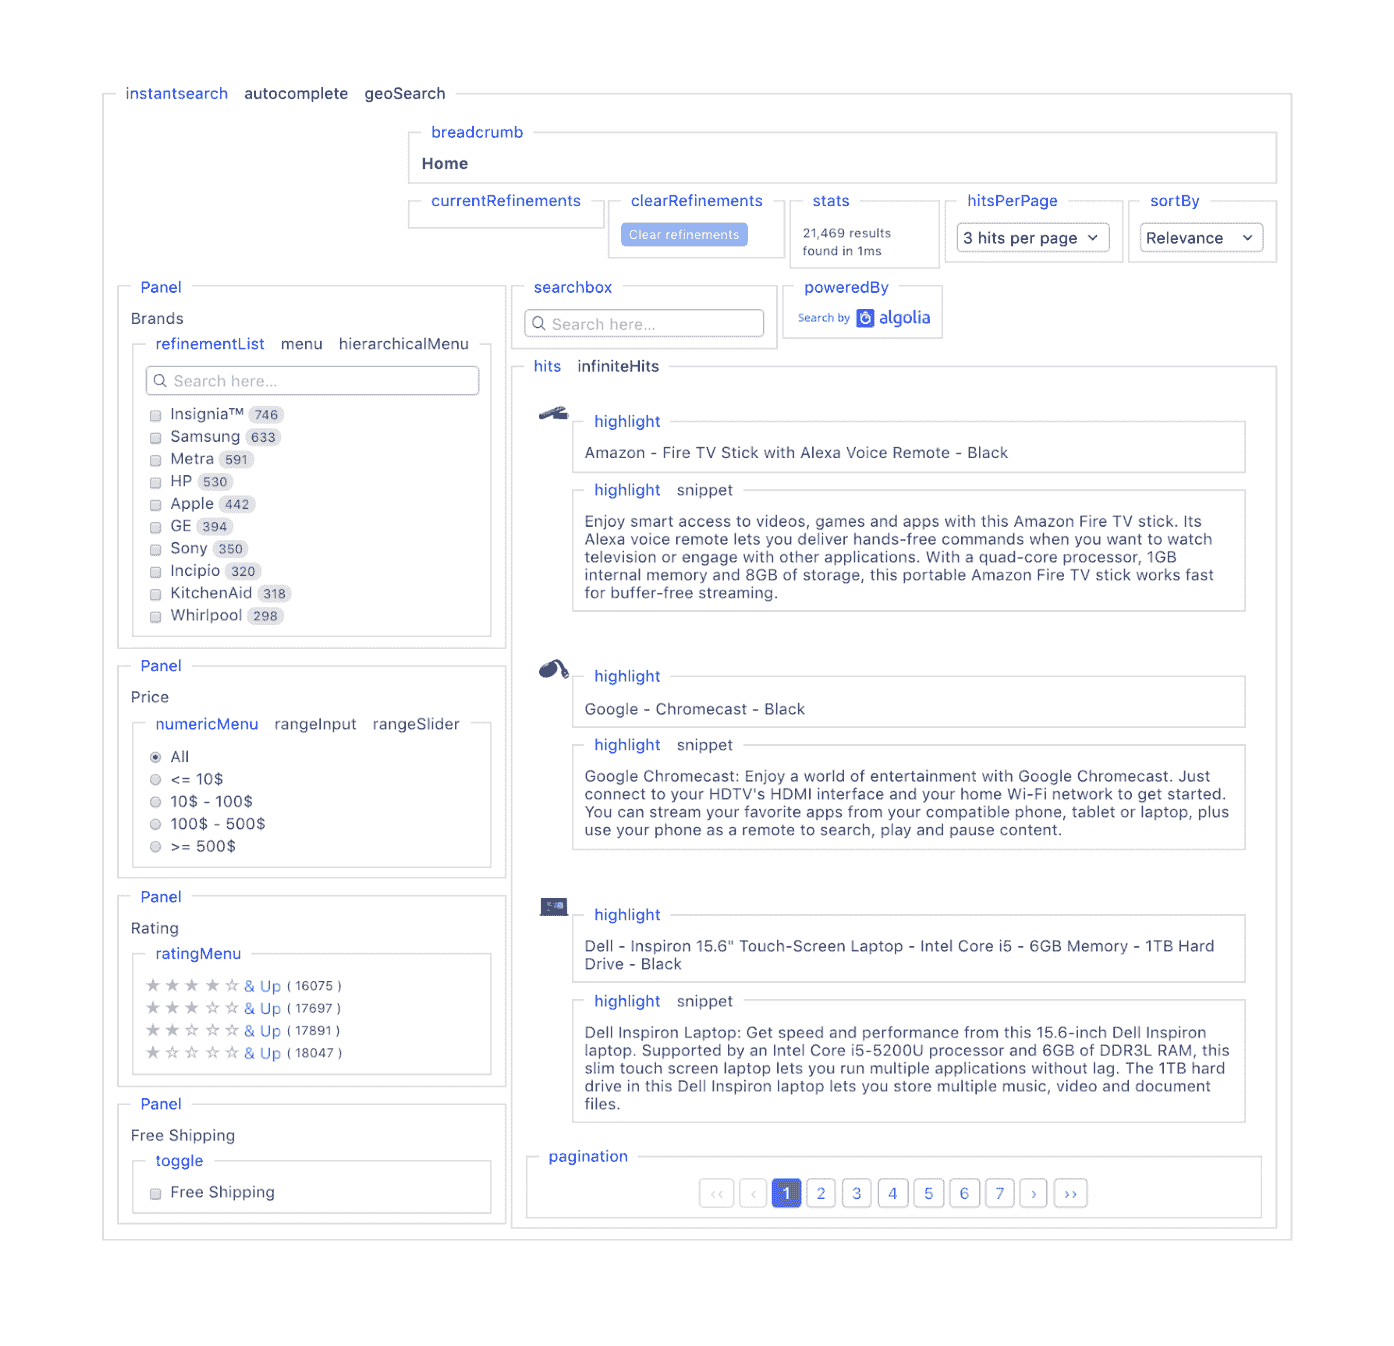 instantsearch autocomplete geoSearch
breadcrumb
Home
currentRefinements
clearRefinements
Clear refinements
stats
21,469 results
found in 1ms
hitsPerPage
3 hits per page
sortBy
Relevance
Panel
Brands
refinementList menu hierarchicalMenu
Search here...
Insignia™ 746
Samsung 633
Metra 591
HP 530
Apple 442
GE 394
Sony 350
Incipio 320
KitchenAid 318
Whirlpool 298
Panel
Price
numericMenu rangeInput rangeSlider
All
<= 10$
10$ - 100$
100$ - 500$
>= 500$
Panel
Rating
ratingMenu
★ ★ ★ ★ ☆ & Up ( 16075 )
★ ★ ★ ☆ ☆ & Up ( 17697 )
★ ★ ☆ ☆ ☆ & Up ( 17891 )
★ ☆ ☆ ☆ ☆ & Up ( 18047 )
Panel
Free Shipping
toggle
Free Shipping
searchbox
Search here...
poweredBy
Search by algolia
hits infiniteHits
highlight
Amazon - Fire TV Stick with Alexa Voice Remote - Black
highlight snippet
Enjoy smart access to videos, games and apps with this Amazon Fire TV stick. Its
Alexa voice remote lets you deliver hands-free commands when you want to watch
television or engage with other applications. With a quad-core processor, 1GB
internal memory and 8GB of storage, this portable Amazon Fire TV stick works fast
for buffer-free streaming.
highlight
Google - Chromecast - Black
highlight snippet
Google Chromecast: Enjoy a world of entertainment with Google Chromecast. Just
connect to your HDTV's HDMI interface and your home Wi-Fi network to get started.
You can stream your favorite apps from your compatible phone, tablet or laptop, plus
use your phone as a remote to search, play and pause content.
highlight
Dell - Inspiron 15.6" Touch-Screen Laptop - Intel Core i5 - 6GB Memory - 1TB Hard
Drive - Black
highlight snippet
Dell Inspiron Laptop: Get speed and performance from this 15.6-inch Dell Inspiron
laptop. Supported by an Intel Core i5-5200U processor and 6GB of DDR3L RAM, this
slim touch screen laptop lets you run multiple applications without lag. The 1TB hard
drive in this Dell Inspiron laptop lets you store multiple music, video and document
files.
pagination
‹‹ ‹ 1 2 3 4 5 6 7 › ››